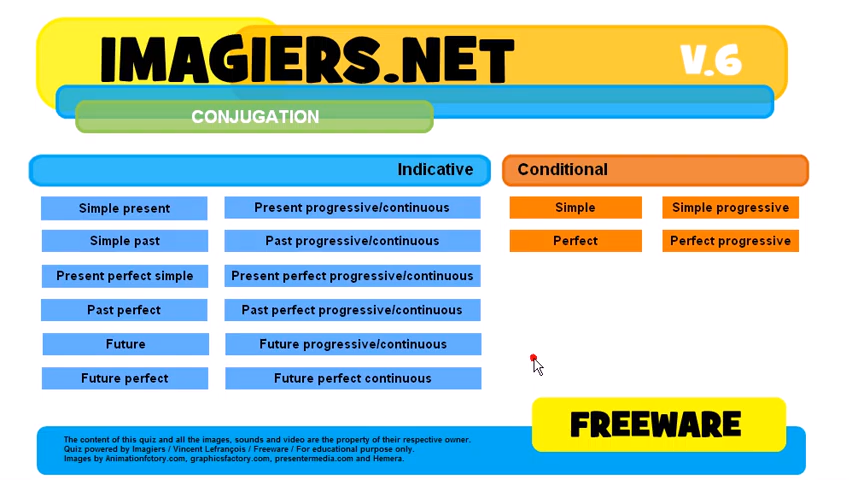 IMAGIERS.NET
V.6
CONJUGATION
Indicative
Conditional
Simple present
Present progressive/continuous
Simple
Simple progressive
Simple past
Past progressive/continuous
Perfect
Perfect progressive
Present perfect simple
Present perfect progressive/continuous
Past perfect
Past perfect progressive/continuous
Future
Future progressive/continuous
Future perfect
Future perfect continuous
FREEWARE
The content of this quiz and all the images, sounds and video are the property of their respective owner.
Quiz powered by Imagiers / Vincent Lefrançois / Freeware / For educational purpose only.
Images by Animationfotory.com, graphicsfactory.com, presentermedia.com and Hemera.